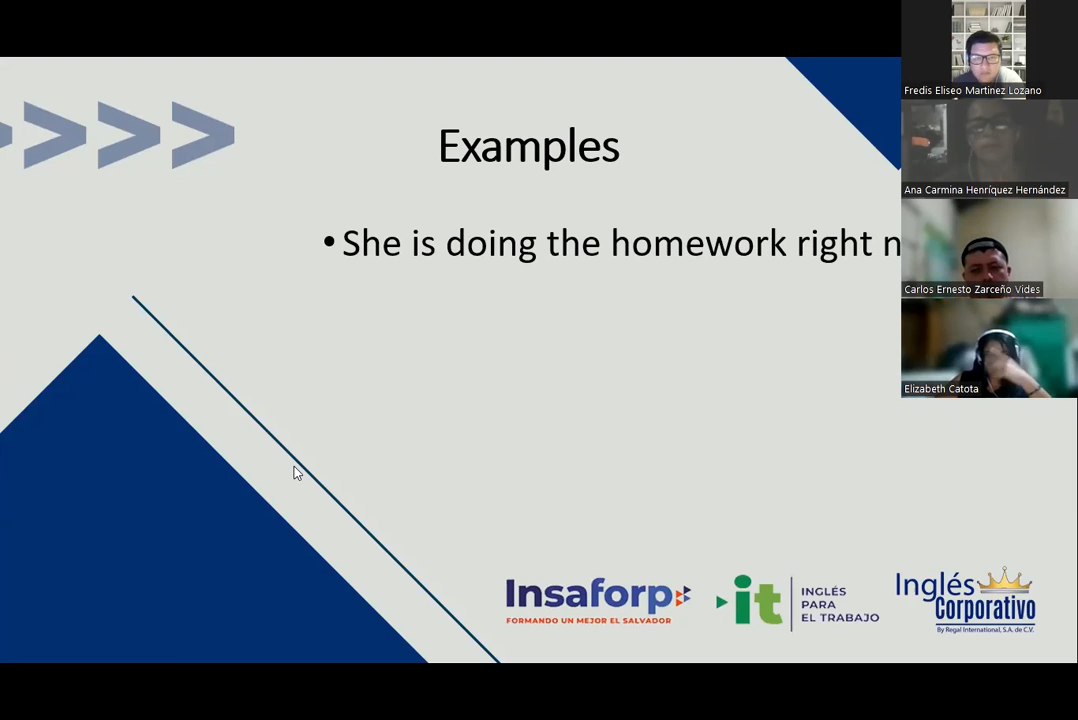 Examples
• She is doing the homework right n
Fredis Eliseo Martinez Lozano
Ana Carmina Henríquez Hernández
Carlos Ernesto Zarceño Vides
Elizabeth Catota
Insaforp
FORMANDO UN MEJOR EL SALVADOR
it
INGLÉS
PARA
EL TRABAJO
Inglés
Corporativo
By Regal International, S.A. de C.V.